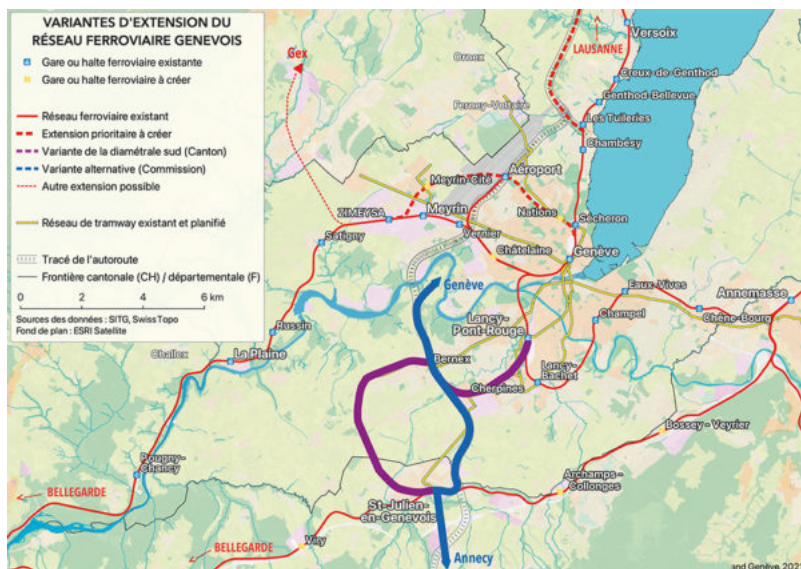 VARIANTES D'EXTENSION DU
RÉSEAU FERROVIAIRE GENEVOIS
Gare ou halte ferroviaire existante
Gare ou halte ferroviaire à créer
Réseau ferroviaire existant
Extension prioritaire à créer
Variante de la diamétrale sud (Canton)
Variante alternative (Commission)
Autre extension possible
Réseau de tramway existant et planifié
Tracé de l'autoroute
Frontière cantonale (CH) / départementale (F)
0 2 4 6 km
Sources des données : SITG, Swiss Topo
Fond de plan : ESRI Satellite
Gex
Ornex
LAUSANNE
Versoix
Creux-de-Genthod
Genthod-Bellevue
Ferney-Voltaire
Les Tuileries
Chambésy
Aéroport
Meyrin-Cité
ZIMEYSA
Meyrin
Nations
Sécheron
Vernier
Satigny
Châtelaine
Genève
Genève
Eaux-Vives
Annemasse
Chêne-Bourg
Champel
Lancy-
Pont-Rouge
Russin
Challex
La Plaine
Bernex
Lancy-
Bachet
Cherpines
Bossey - Veyrier
Pougny-
Chancy
Archamps-
Collonges
BELLEGARDE
St-Julien-
en-Genevois
Viry
BELLEGARDE
Annecy
and Genève, 202